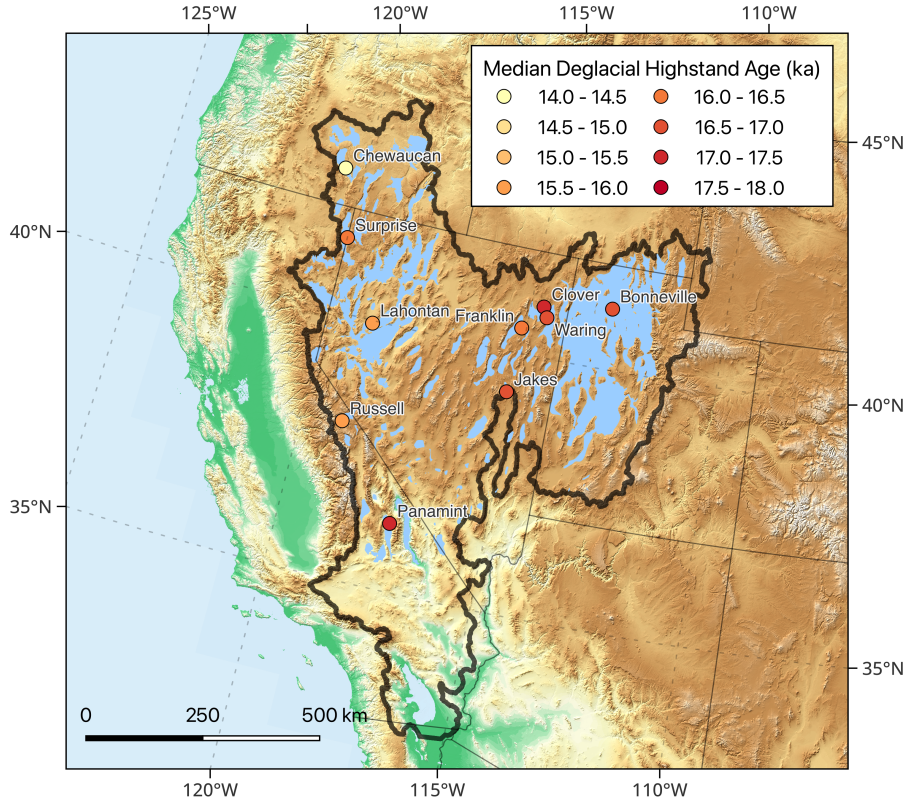 125°W 120°W 115°W 110°W
Median Deglacial Highstand Age (ka)
14.0 - 14.5 16.0 - 16.5
14.5 - 15.0 16.5 - 17.0
15.0 - 15.5 17.0 - 17.5
15.5 - 16.0 17.5 - 18.0
45°N
Chewaucan
40°N
Surprise
Clover
Bonneville
Lahontan
Franklin
Waring
Jakes
40°N
Russell
35°N
Panamint
35°N
0 250 500 km
120°W 115°W 110°W